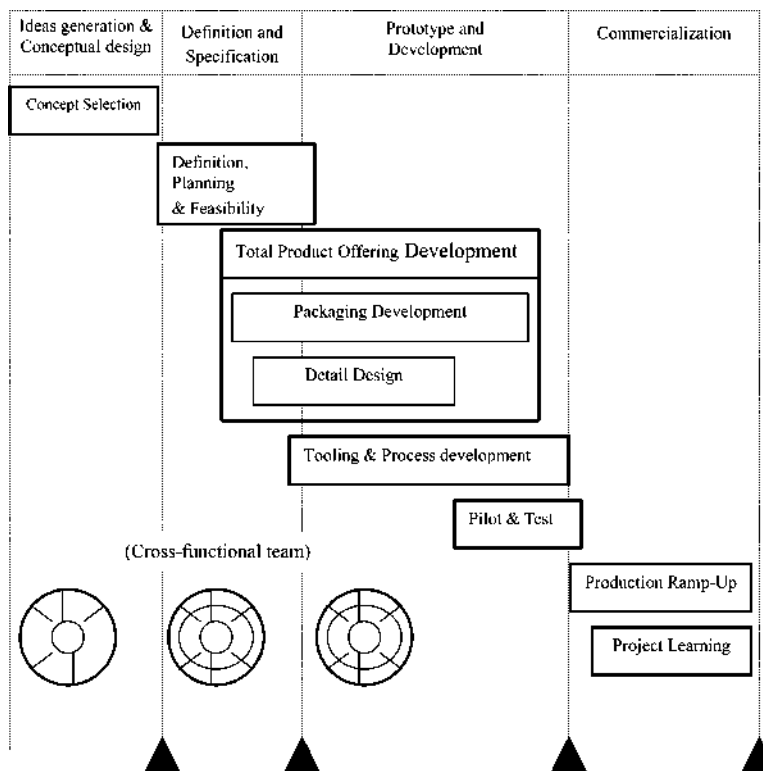 Ideas generation &
Conceptual design
Definition and
Specification
Prototype and
Development
Commercialization
Concept Selection
Definition,
Planning
& Feasibility
Total Product Offering Development
Packaging Development
Detail Design
Tooling & Process development
Pilot & Test
(Cross-functional team)
Production Ramp-Up
Project Learning